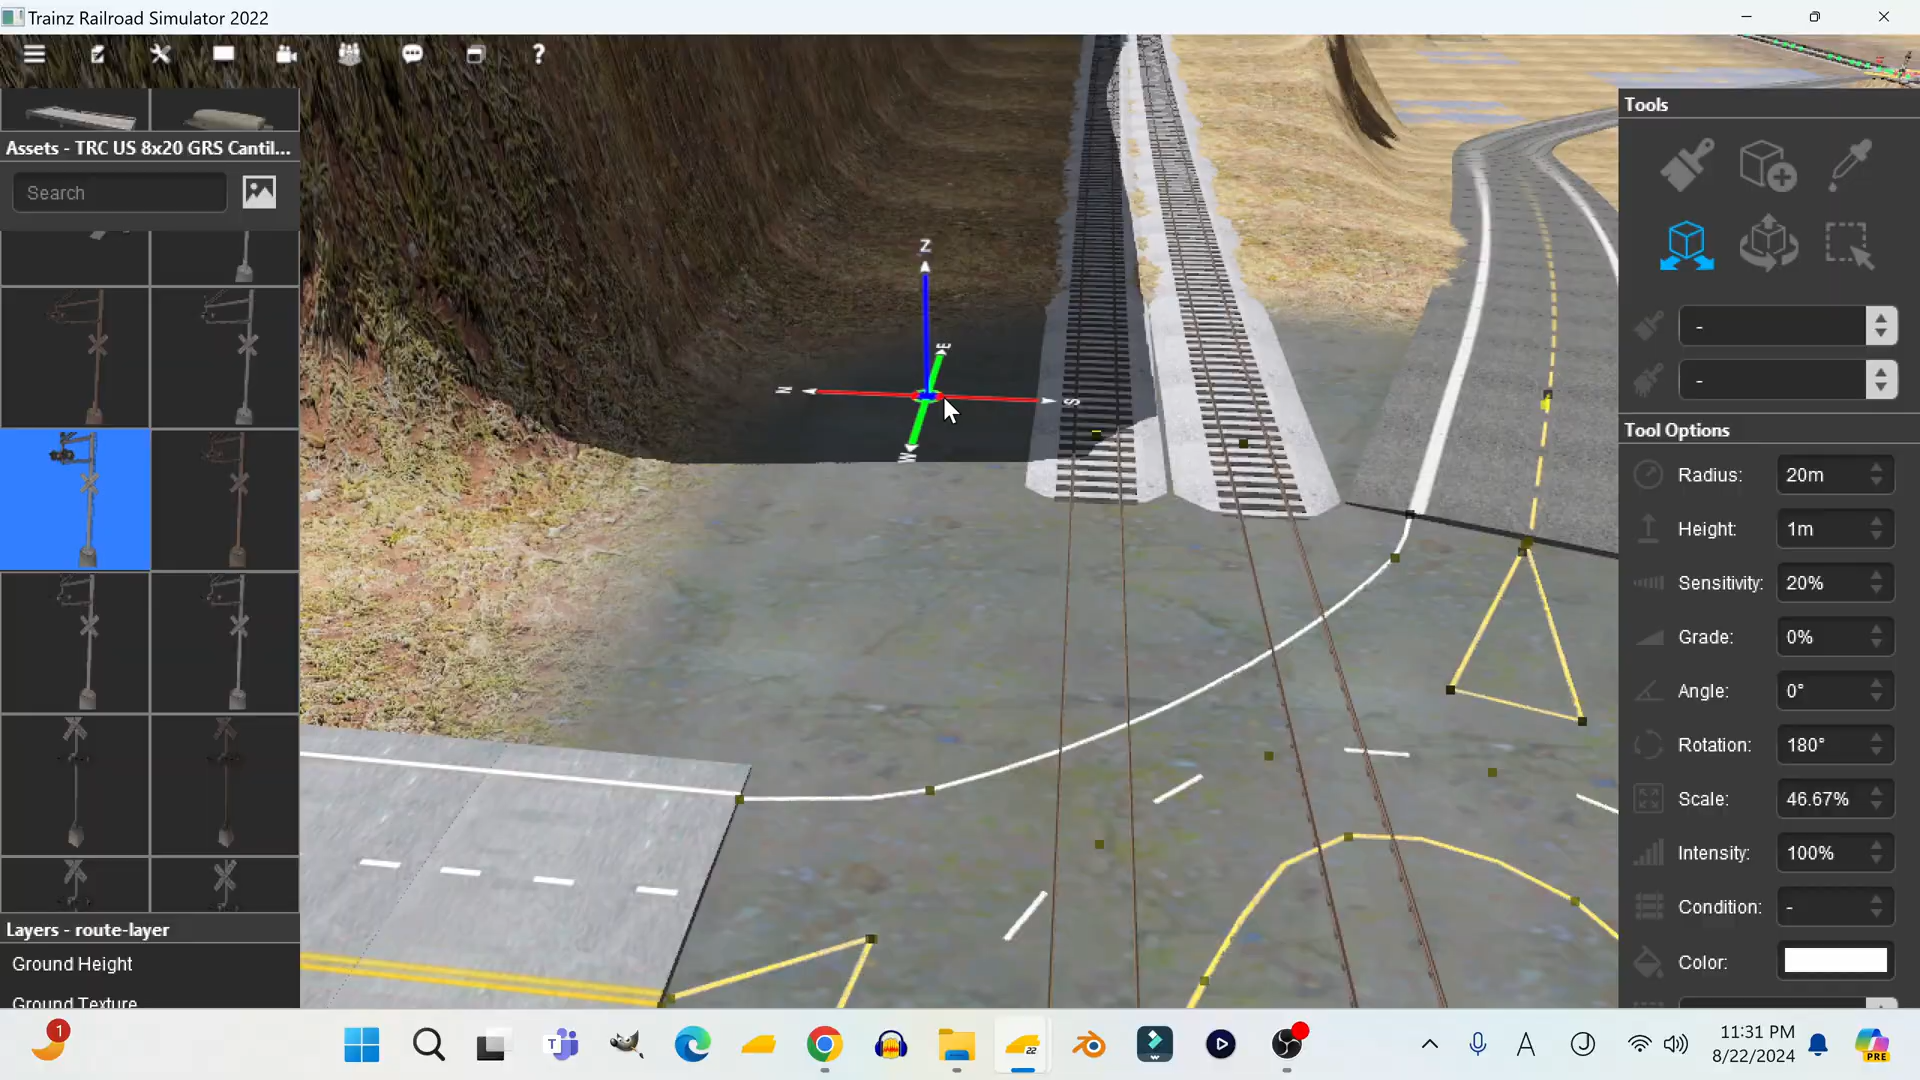 Trainz Railroad Simulator 2022
Assets - TRC US 8x20 GRS Cantil...
Search
Layers - route-layer
Ground Height
Ground Texture
Z
E
N
S
W
Tools
-
-
Tool Options
Radius: 20m
Height: 1m
Sensitivity: 20%
Grade: 0%
Angle: 0°
Rotation: 180°
Scale: 46.67%
Intensity: 100%
Condition: -
Color:
1
T
22
A
11:31 PM
8/22/2024
PRE